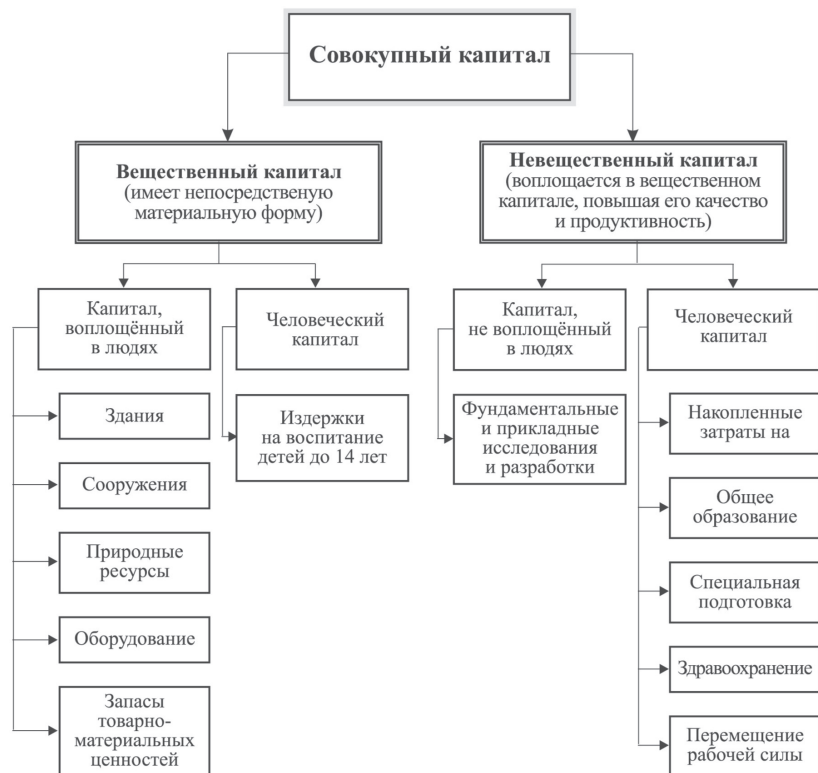 Совокупный капитал
Вещественный капитал
(имеет непосредственую
материальную форму)
Невещественный капитал
(воплощается в вещественном
капитале, повышая его качество
и продуктивность)
Капитал,
воплощённый
в людях
Человеческий
капитал
Капитал,
не воплощённый
в людях
Человеческий
капитал
Здания
Издержки
на воспитание
детей до 14 лет
Фундаментальные
и прикладные
исследования
и разработки
Накопленные
затраты на
Сооружения
Общее
образование
Природные
ресурсы
Специальная
подготовка
Оборудование
Здравоохранение
Запасы
товарно-
материальных
ценностей
Перемещение
рабочей силы